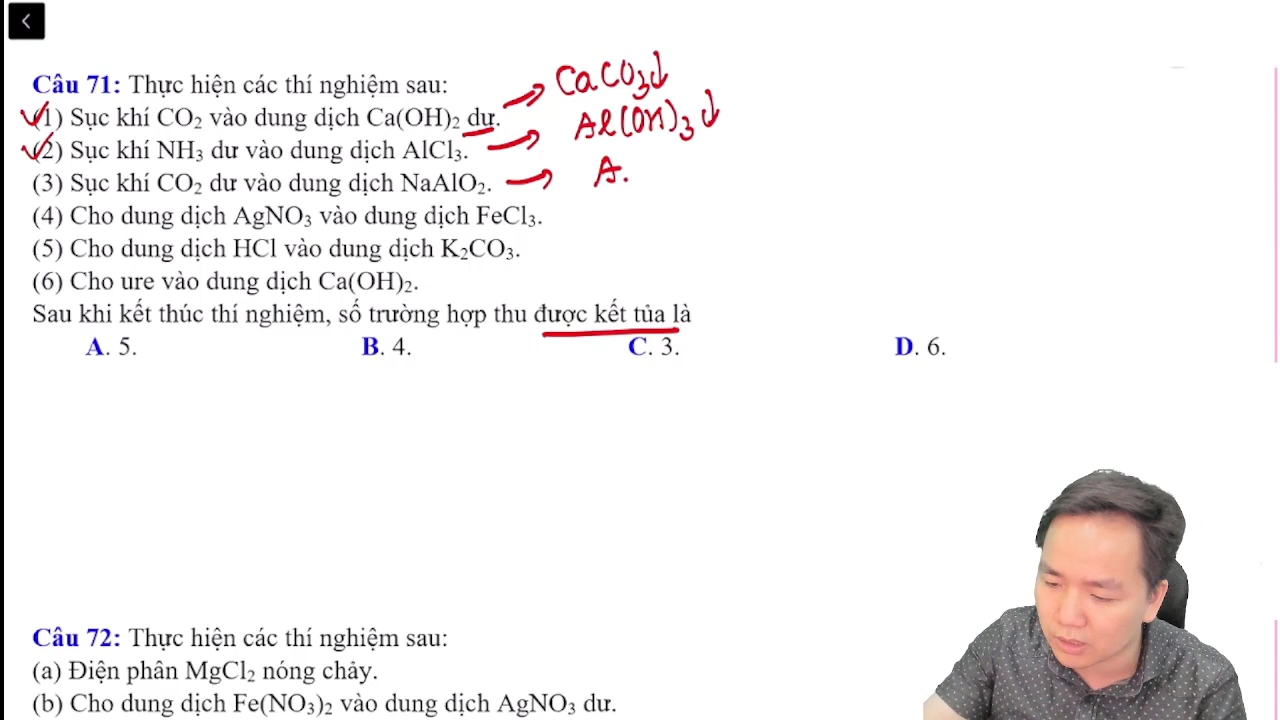 Câu 71: Thực hiện các thí nghiệm sau:
CaCO3↓
(1) Sục khí CO2 vào dung dịch Ca(OH)2 dư.
Al(OH)3↓
(2) Sục khí NH3 dư vào dung dịch AlCl3.
(3) Sục khí CO2 dư vào dung dịch NaAlO2.
A.
(4) Cho dung dịch AgNO3 vào dung dịch FeCl3.
(5) Cho dung dịch HCl vào dung dịch K2CO3.
(6) Cho ure vào dung dịch Ca(OH)2.
Sau khi kết thúc thí nghiệm, số trường hợp thu được kết tủa là
A. 5. B. 4. C. 3. D. 6.
Câu 72: Thực hiện các thí nghiệm sau:
(a) Điện phân MgCl2 nóng chảy.
(b) Cho dung dịch Fe(NO3)2 vào dung dịch AgNO3 dư.